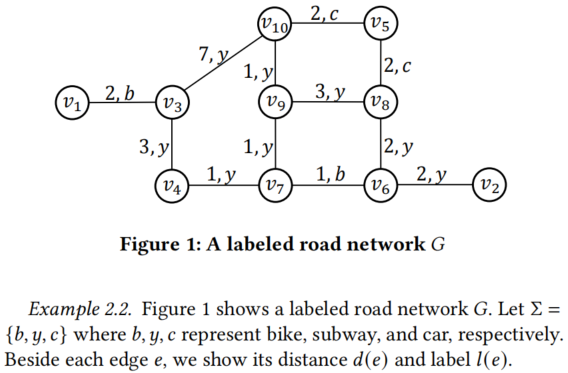 v10 2, c v5
7, y 1, y 2, c
v1 2, b v3 v9 3, y v8
3, y 1, y 2, y
v4 1, y v7 1, b v6 2, y v2
Figure 1: A labeled road network G
Example 2.2. Figure 1 shows a labeled road network G. Let Σ =
{b, y, c} where b, y, c represent bike, subway, and car, respectively.
Beside each edge e, we show its distance d(e) and label l(e).